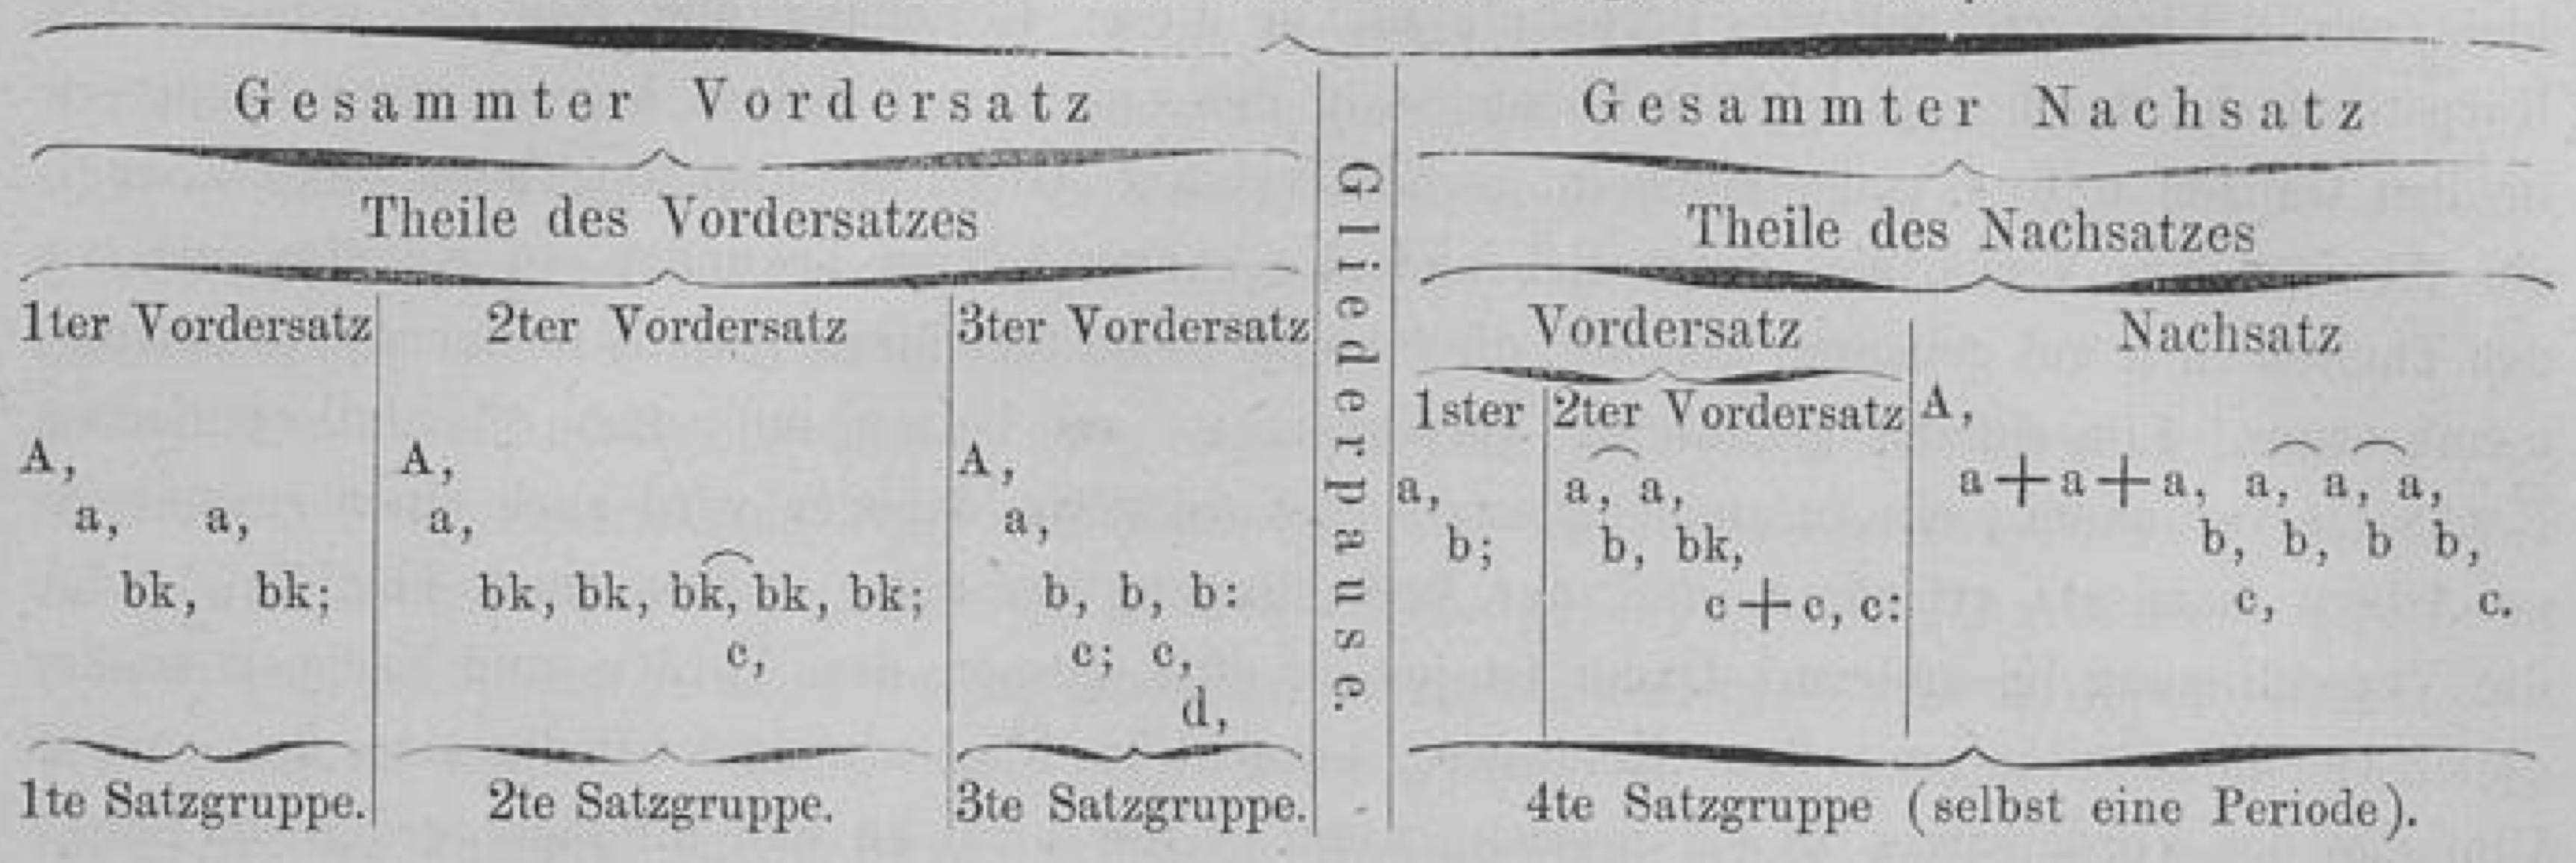 Gesammter Vordersatz
Theile des Vordersatzes
1ter Vordersatz
A,
a, a,
bk, bk;
1te Satzgruppe.
2ter Vordersatz
A,
a,
bk, bk, bk, bk, bk;
c,
2te Satzgruppe.
3ter Vordersatz
A,
a,
b, b, b:
c; c,
d,
3te Satzgruppe.
Gliederpause.
Gesammter Nachsatz
Theile des Nachsatzes
Vordersatz
1ster
a,
b;
2ter Vordersatz
a, a,
b, bk,
c+c, c:
Nachsatz
A,
a+a+a, a, a, a,
b, b, b b,
c, c.
4te Satzgruppe (selbst eine Periode).